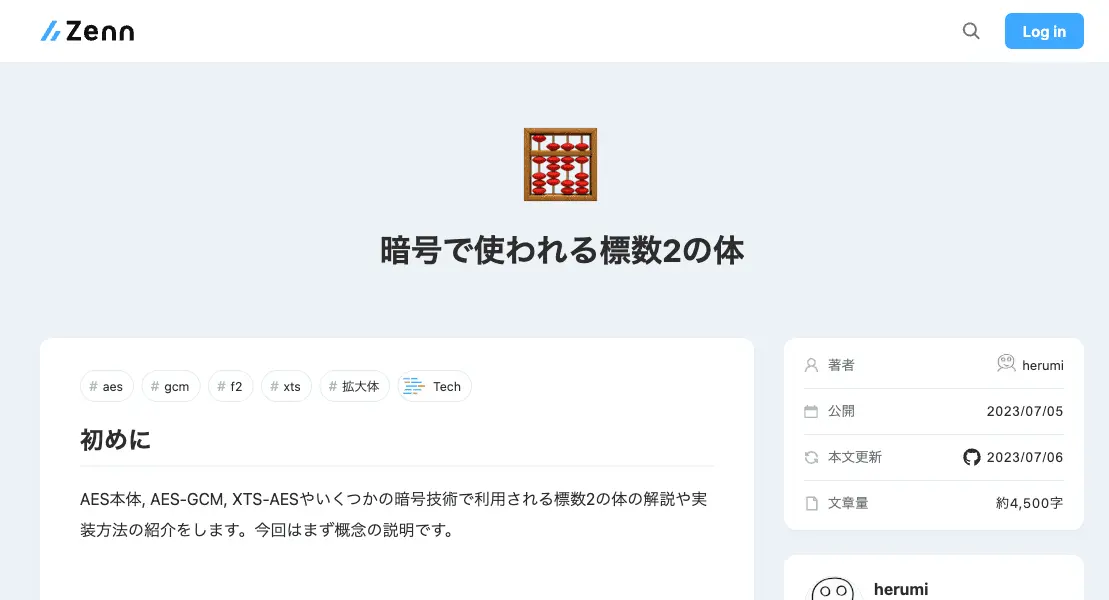 Zenn
Log in
暗号で使われる標数2の体
# aes
# gcm
# f2
# xts
# 拡大体
Tech
初めに
AES本体, AES-GCM, XTS-AESやいくつかの暗号技術で利用される標数2の体の解説や実
装方法の紹介をします。今回はまず概念の説明です。
著者 herumi
公開 2023/07/05
本文更新 2023/07/06
文章量 約4,500字
herumi